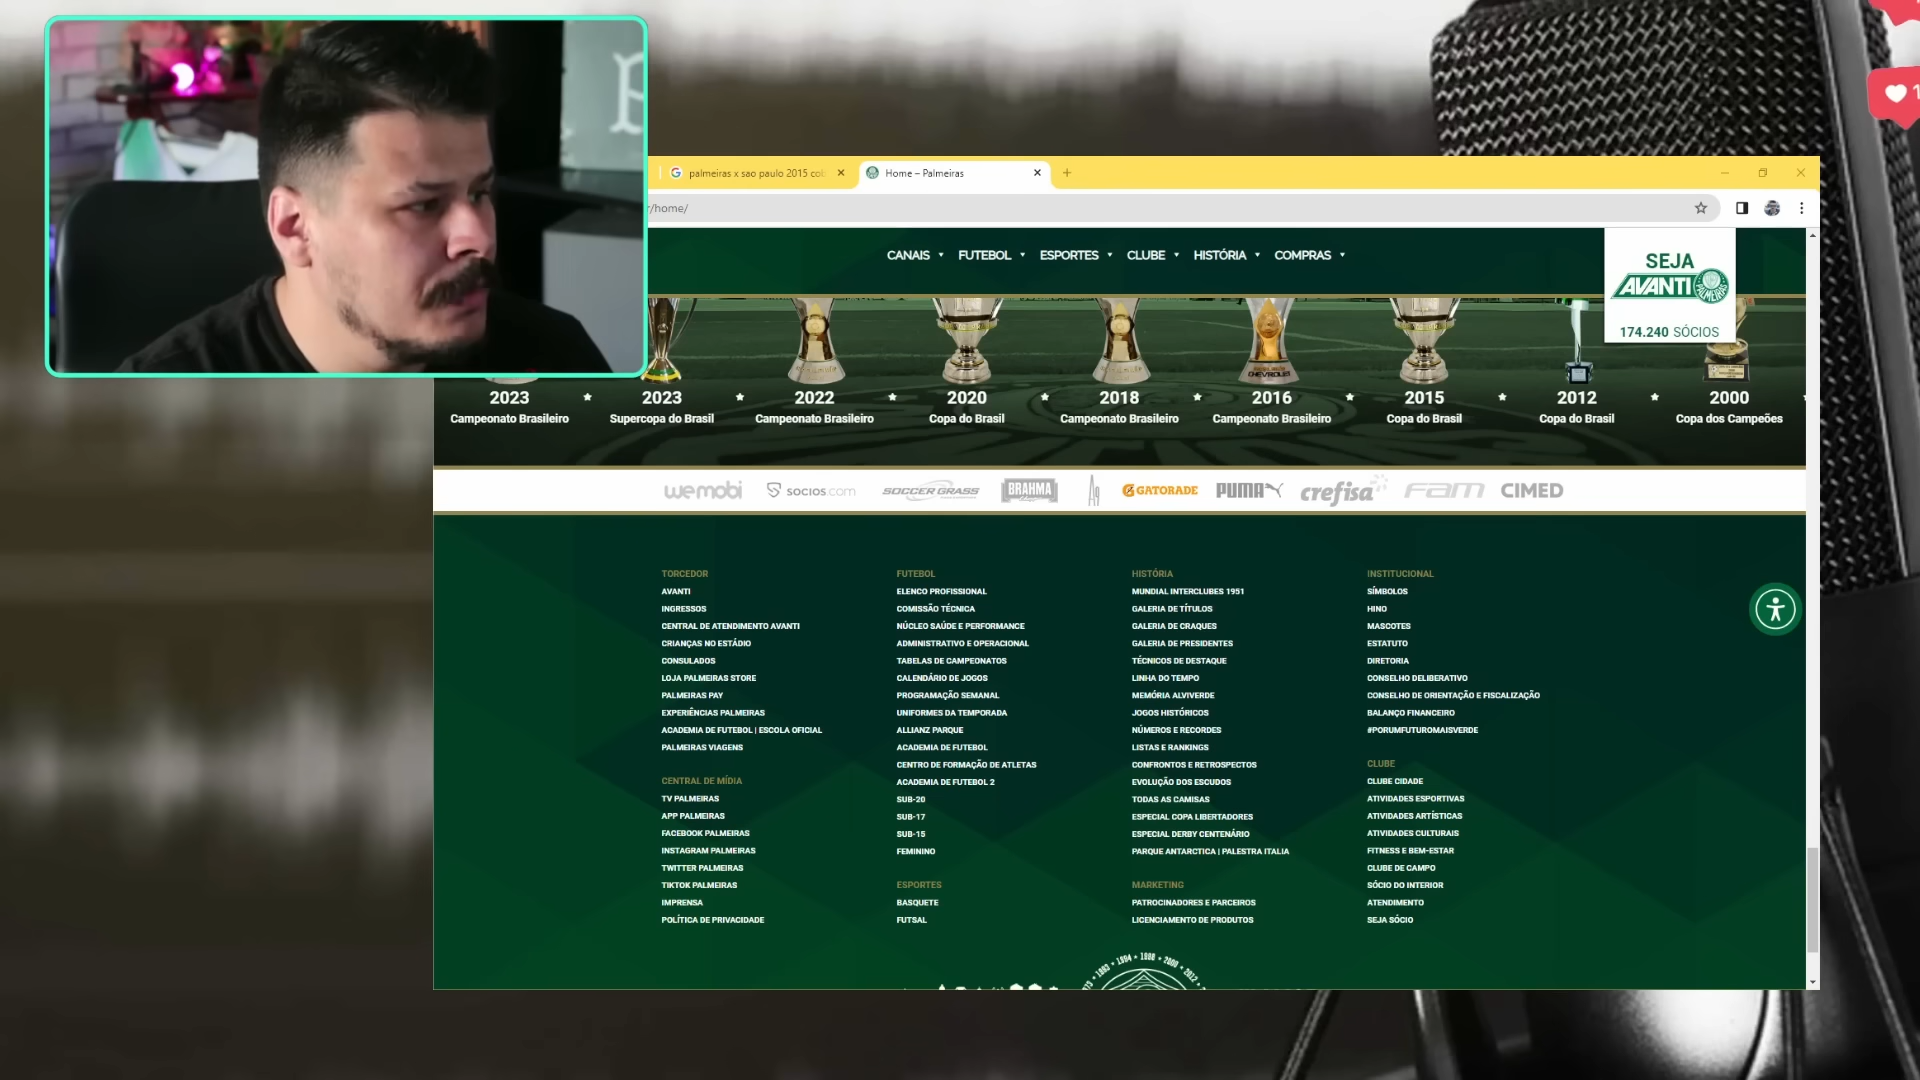 palmeiras x sao paulo 2015 co
Home – Palmeiras
/home/
CANAIS
FUTEBOL
ESPORTES
CLUBE
HISTÓRIA
COMPRAS
SEJA
AVANTI
PALMEIRAS
174.240 SÓCIOS
CHEVROLET
2023
2023
2022
2020
2018
2016
2015
2012
2000
Campeonato Brasileiro
Supercopa do Brasil
Campeonato Brasileiro
Copa do Brasil
Campeonato Brasileiro
Campeonato Brasileiro
Copa do Brasil
Copa do Brasil
Copa dos Campeões
wemobi
SOCIOS.com
SOCCER GRASS
BRAHMA
GATORADE
PUMA
crefisa
FAM
CIMED
TORCEDOR
AVANTI
INGRESSOS
CENTRAL DE ATENDIMENTO AVANTI
CRIANÇAS NO ESTÁDIO
CONSULADOS
LOJA PALMEIRAS STORE
PALMEIRAS PAY
EXPERIÊNCIAS PALMEIRAS
ACADEMIA DE FUTEBOL | ESCOLA OFICIAL
PALMEIRAS VIAGENS
CENTRAL DE MÍDIA
TV PALMEIRAS
APP PALMEIRAS
FACEBOOK PALMEIRAS
INSTAGRAM PALMEIRAS
TWITTER PALMEIRAS
TIKTOK PALMEIRAS
IMPRENSA
POLÍTICA DE PRIVACIDADE
FUTEBOL
ELENCO PROFISSIONAL
COMISSÃO TÉCNICA
NÚCLEO SAÚDE E PERFORMANCE
ADMINISTRATIVO E OPERACIONAL
TABELAS DE CAMPEONATOS
CALENDÁRIO DE JOGOS
PROGRAMAÇÃO SEMANAL
UNIFORMES DA TEMPORADA
ALLIANZ PARQUE
ACADEMIA DE FUTEBOL
CENTRO DE FORMAÇÃO DE ATLETAS
ACADEMIA DE FUTEBOL 2
SUB-20
SUB-17
SUB-15
FEMININO
ESPORTES
BASQUETE
FUTSAL
HISTÓRIA
MUNDIAL INTERCLUBES 1951
GALERIA DE TÍTULOS
GALERIA DE CRAQUES
GALERIA DE PRESIDENTES
TÉCNICOS DE DESTAQUE
LINHA DO TEMPO
MEMÓRIA ALVIVERDE
JOGOS HISTÓRICOS
NÚMEROS E RECORDES
LISTAS E RANKINGS
CONFRONTOS E RETROSPECTOS
EVOLUÇÃO DOS ESCUDOS
TODAS AS CAMISAS
ESPECIAL COPA LIBERTADORES
ESPECIAL DERBY CENTENÁRIO
PARQUE ANTARCTICA | PALESTRA ITALIA
MARKETING
PATROCINADORES E PARCEIROS
LICENCIAMENTO DE PRODUTOS
INSTITUCIONAL
SÍMBOLOS
HINO
MASCOTES
ESTATUTO
DIRETORIA
CONSELHO DELIBERATIVO
CONSELHO DE ORIENTAÇÃO E FISCALIZAÇÃO
BALANÇO FINANCEIRO
#PORUMFUTUROMAISVERDE
CLUBE
CLUBE CIDADE
ATIVIDADES ESPORTIVAS
ATIVIDADES ARTÍSTICAS
ATIVIDADES CULTURAIS
FITNESS E BEM-ESTAR
CLUBE DE CAMPO
SÓCIO DO INTERIOR
ATENDIMENTO
SEJA SÓCIO
1993 * 1994 * 1998 * 2000 * 2012